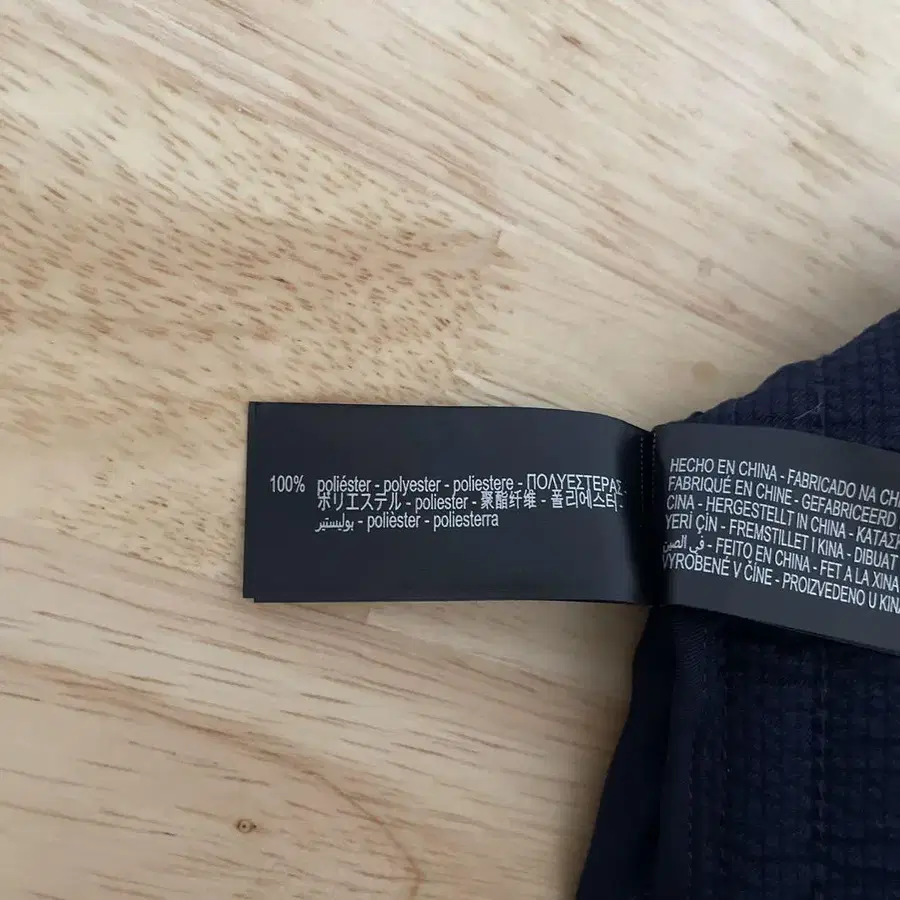 100% poliéster - polyester - poliestere - ΠΟΛΥΕΣΤΕΡΑΣ -
ポリエステル - poliester - 聚酯纤维 - 폴리에스터 -
بوليستير - polièster - poliesterra
HECHO EN CHINA - FABRICADO NA
FABRIQUÉ EN CHINE - GEFABRICEERD
CINA - HERGESTELLT IN CHINA -
YERİ ÇİN - FREMSTILLET I KINA - DIBUAT
في الصين - FEITO EN CHINA - FET A LA XINA
VYROBENÉ V ČÍNE - PROIZVEDENO U